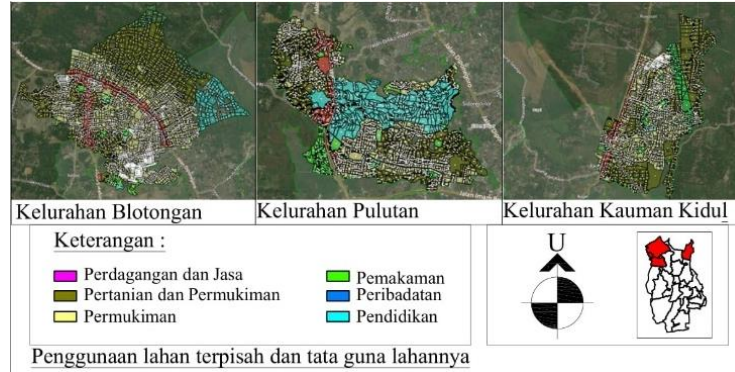 Kelurahan Blotongan
Kelurahan Pulutan
Kelurahan Kauman Kidul
Keterangan :
Perdagangan dan Jasa
Pertanian dan Permukiman
Permukiman
Pemakaman
Peribadatan
Pendidikan
U
Penggunaan lahan terpisah dan tata guna lahannya